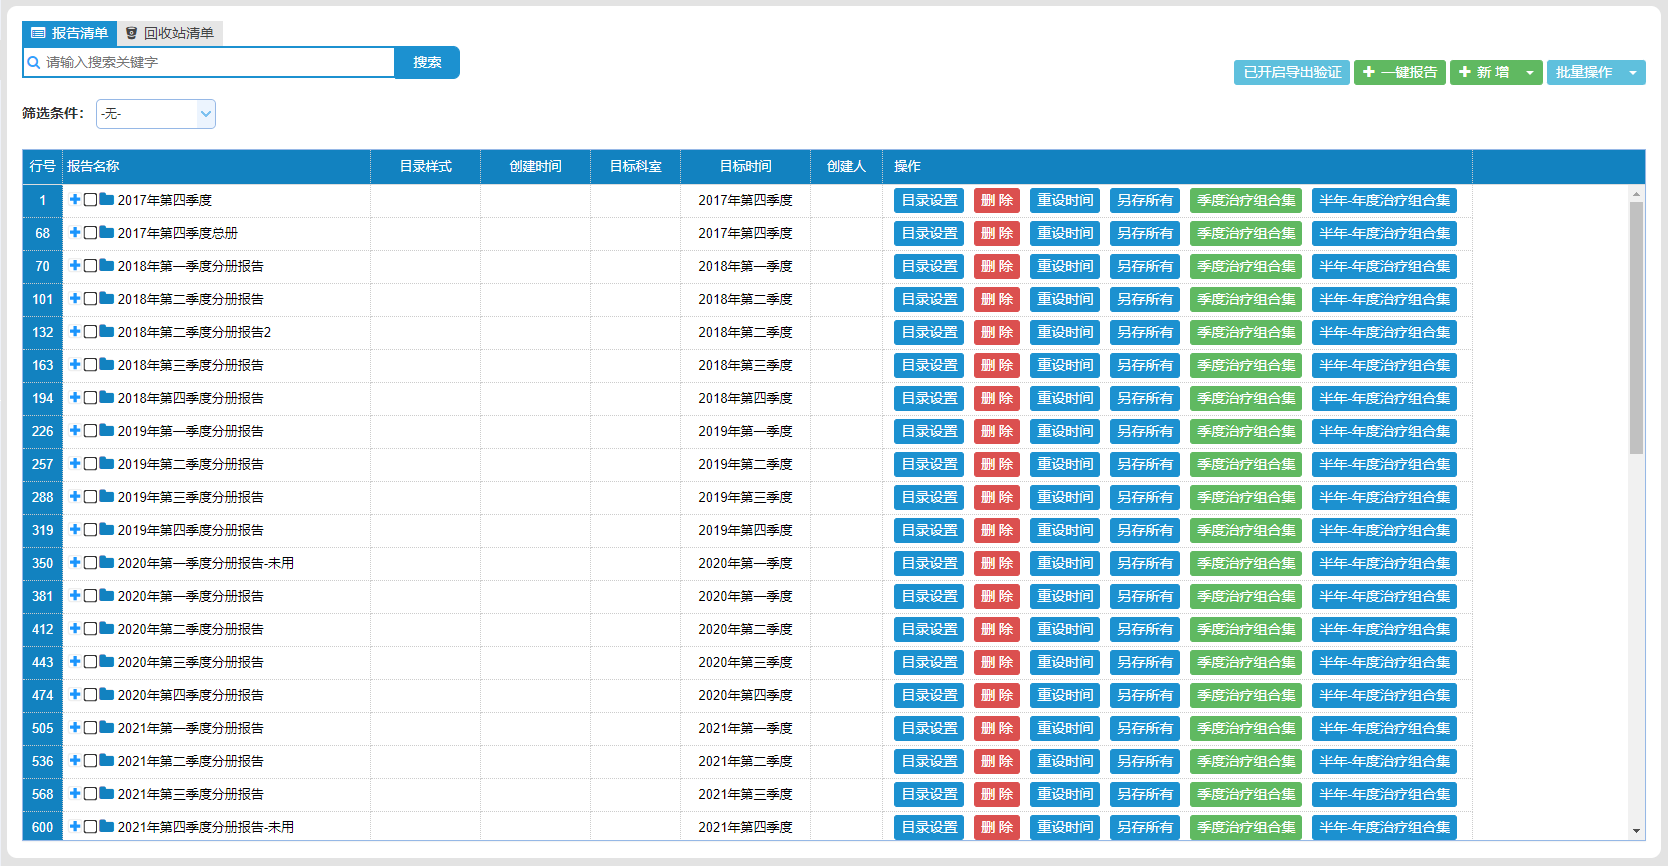 报告清单 回收站清单
请输入搜索关键字 搜索
已开启导出验证 一键报告 新 增 批量操作
筛选条件： -无-
行号 报告名称 目录样式 创建时间 目标科室 目标时间 创建人 操作
1 2017年第四季度 2017年第四季度 目录设置 删 除 重设时间 另存所有 季度治疗组合集 半年-年度治疗组合集
68 2017年第四季度总册 2017年第四季度 目录设置 删 除 重设时间 另存所有 季度治疗组合集 半年-年度治疗组合集
70 2018年第一季度分册报告 2018年第一季度 目录设置 删 除 重设时间 另存所有 季度治疗组合集 半年-年度治疗组合集
101 2018年第二季度分册报告 2018年第二季度 目录设置 删 除 重设时间 另存所有 季度治疗组合集 半年-年度治疗组合集
132 2018年第二季度分册报告2 2018年第二季度 目录设置 删 除 重设时间 另存所有 季度治疗组合集 半年-年度治疗组合集
163 2018年第三季度分册报告 2018年第三季度 目录设置 删 除 重设时间 另存所有 季度治疗组合集 半年-年度治疗组合集
194 2018年第四季度分册报告 2018年第四季度 目录设置 删 除 重设时间 另存所有 季度治疗组合集 半年-年度治疗组合集
226 2019年第一季度分册报告 2019年第一季度 目录设置 删 除 重设时间 另存所有 季度治疗组合集 半年-年度治疗组合集
257 2019年第二季度分册报告 2019年第二季度 目录设置 删 除 重设时间 另存所有 季度治疗组合集 半年-年度治疗组合集
288 2019年第三季度分册报告 2019年第三季度 目录设置 删 除 重设时间 另存所有 季度治疗组合集 半年-年度治疗组合集
319 2019年第四季度分册报告 2019年第四季度 目录设置 删 除 重设时间 另存所有 季度治疗组合集 半年-年度治疗组合集
350 2020年第一季度分册报告-未用 2020年第一季度 目录设置 删 除 重设时间 另存所有 季度治疗组合集 半年-年度治疗组合集
381 2020年第一季度分册报告 2020年第一季度 目录设置 删 除 重设时间 另存所有 季度治疗组合集 半年-年度治疗组合集
412 2020年第二季度分册报告 2020年第二季度 目录设置 删 除 重设时间 另存所有 季度治疗组合集 半年-年度治疗组合集
443 2020年第三季度分册报告 2020年第三季度 目录设置 删 除 重设时间 另存所有 季度治疗组合集 半年-年度治疗组合集
474 2020年第四季度分册报告 2020年第四季度 目录设置 删 除 重设时间 另存所有 季度治疗组合集 半年-年度治疗组合集
505 2021年第一季度分册报告 2021年第一季度 目录设置 删 除 重设时间 另存所有 季度治疗组合集 半年-年度治疗组合集
536 2021年第二季度分册报告 2021年第二季度 目录设置 删 除 重设时间 另存所有 季度治疗组合集 半年-年度治疗组合集
568 2021年第三季度分册报告 2021年第三季度 目录设置 删 除 重设时间 另存所有 季度治疗组合集 半年-年度治疗组合集
600 2021年第四季度分册报告-未用 2021年第四季度 目录设置 删 除 重设时间 另存所有 季度治疗组合集 半年-年度治疗组合集